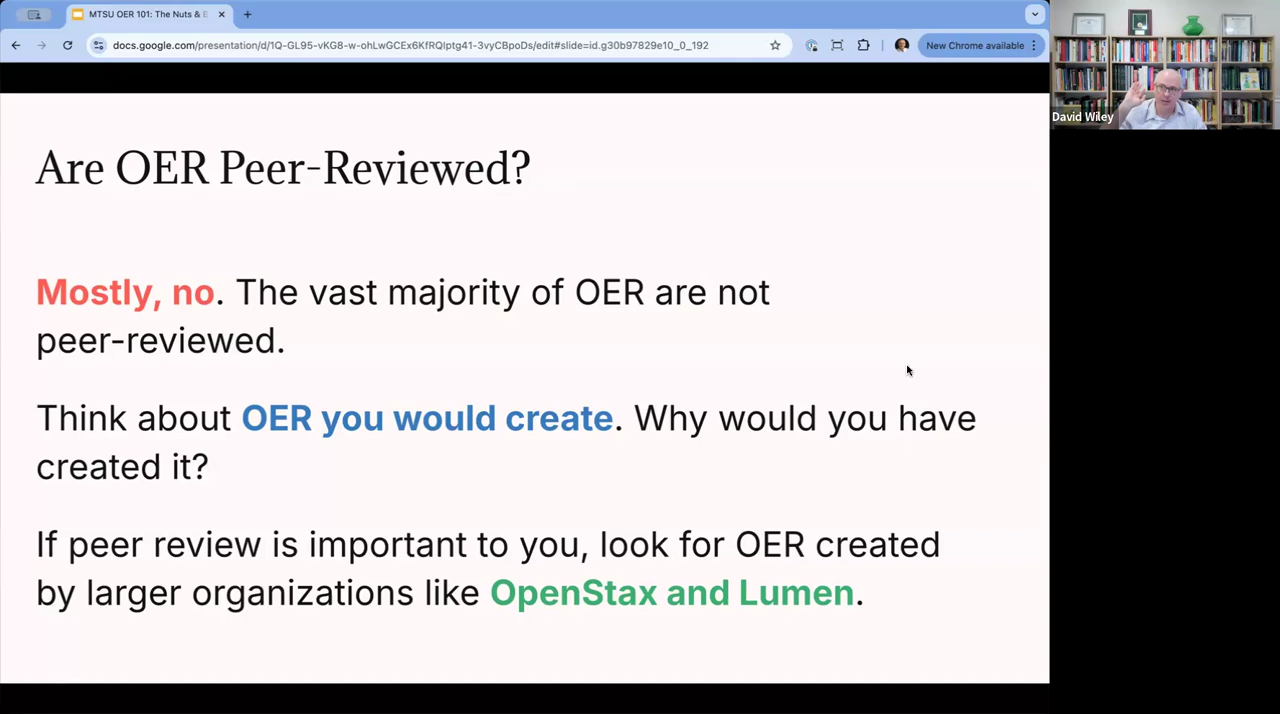 MTSU OER 101: The Nuts & B
docs.google.com/presentation/d/1Q-GL95-vKG8-w-ohLwGCEx6KfRQlptg41-3vyCBpoDs/edit#slide=id.g30b97829e10_0_192
New Chrome available
David Wiley
Are OER Peer-Reviewed?
Mostly, no. The vast majority of OER are not
peer-reviewed.
Think about OER you would create. Why would you have
created it?
If peer review is important to you, look for OER created
by larger organizations like OpenStax and Lumen.